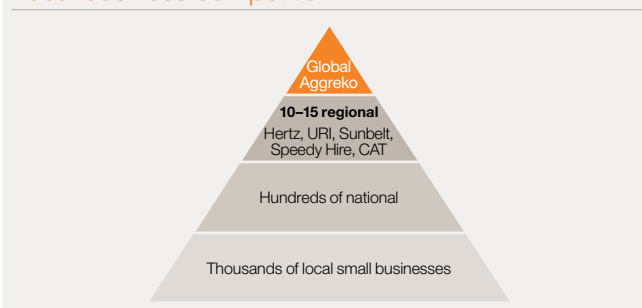 Global
Aggreko
10–15 regional
Hertz, URI, Sunbelt,
Speedy Hire, CAT
Hundreds of national
Thousands of local small businesses